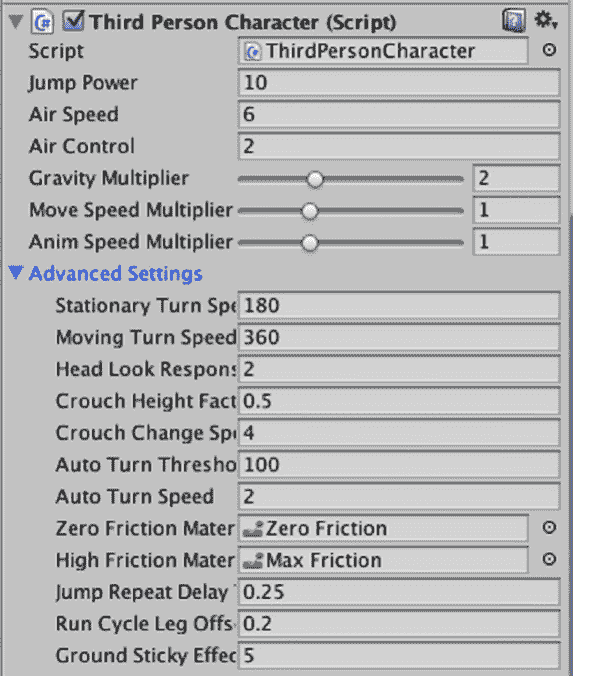 Third Person Character (Script)
Script ThirdPersonCharacter
Jump Power 10
Air Speed 6
Air Control 2
Gravity Multiplier 2
Move Speed Multiplier 1
Anim Speed Multiplier 1
Advanced Settings
Stationary Turn Spe 180
Moving Turn Speed 360
Head Look Respons 2
Crouch Height Fact 0.5
Crouch Change Spe 4
Auto Turn Thresho 100
Auto Turn Speed 2
Zero Friction Mater Zero Friction
High Friction Mater Max Friction
Jump Repeat Delay 0.25
Run Cycle Leg Offs 0.2
Ground Sticky Effec 5